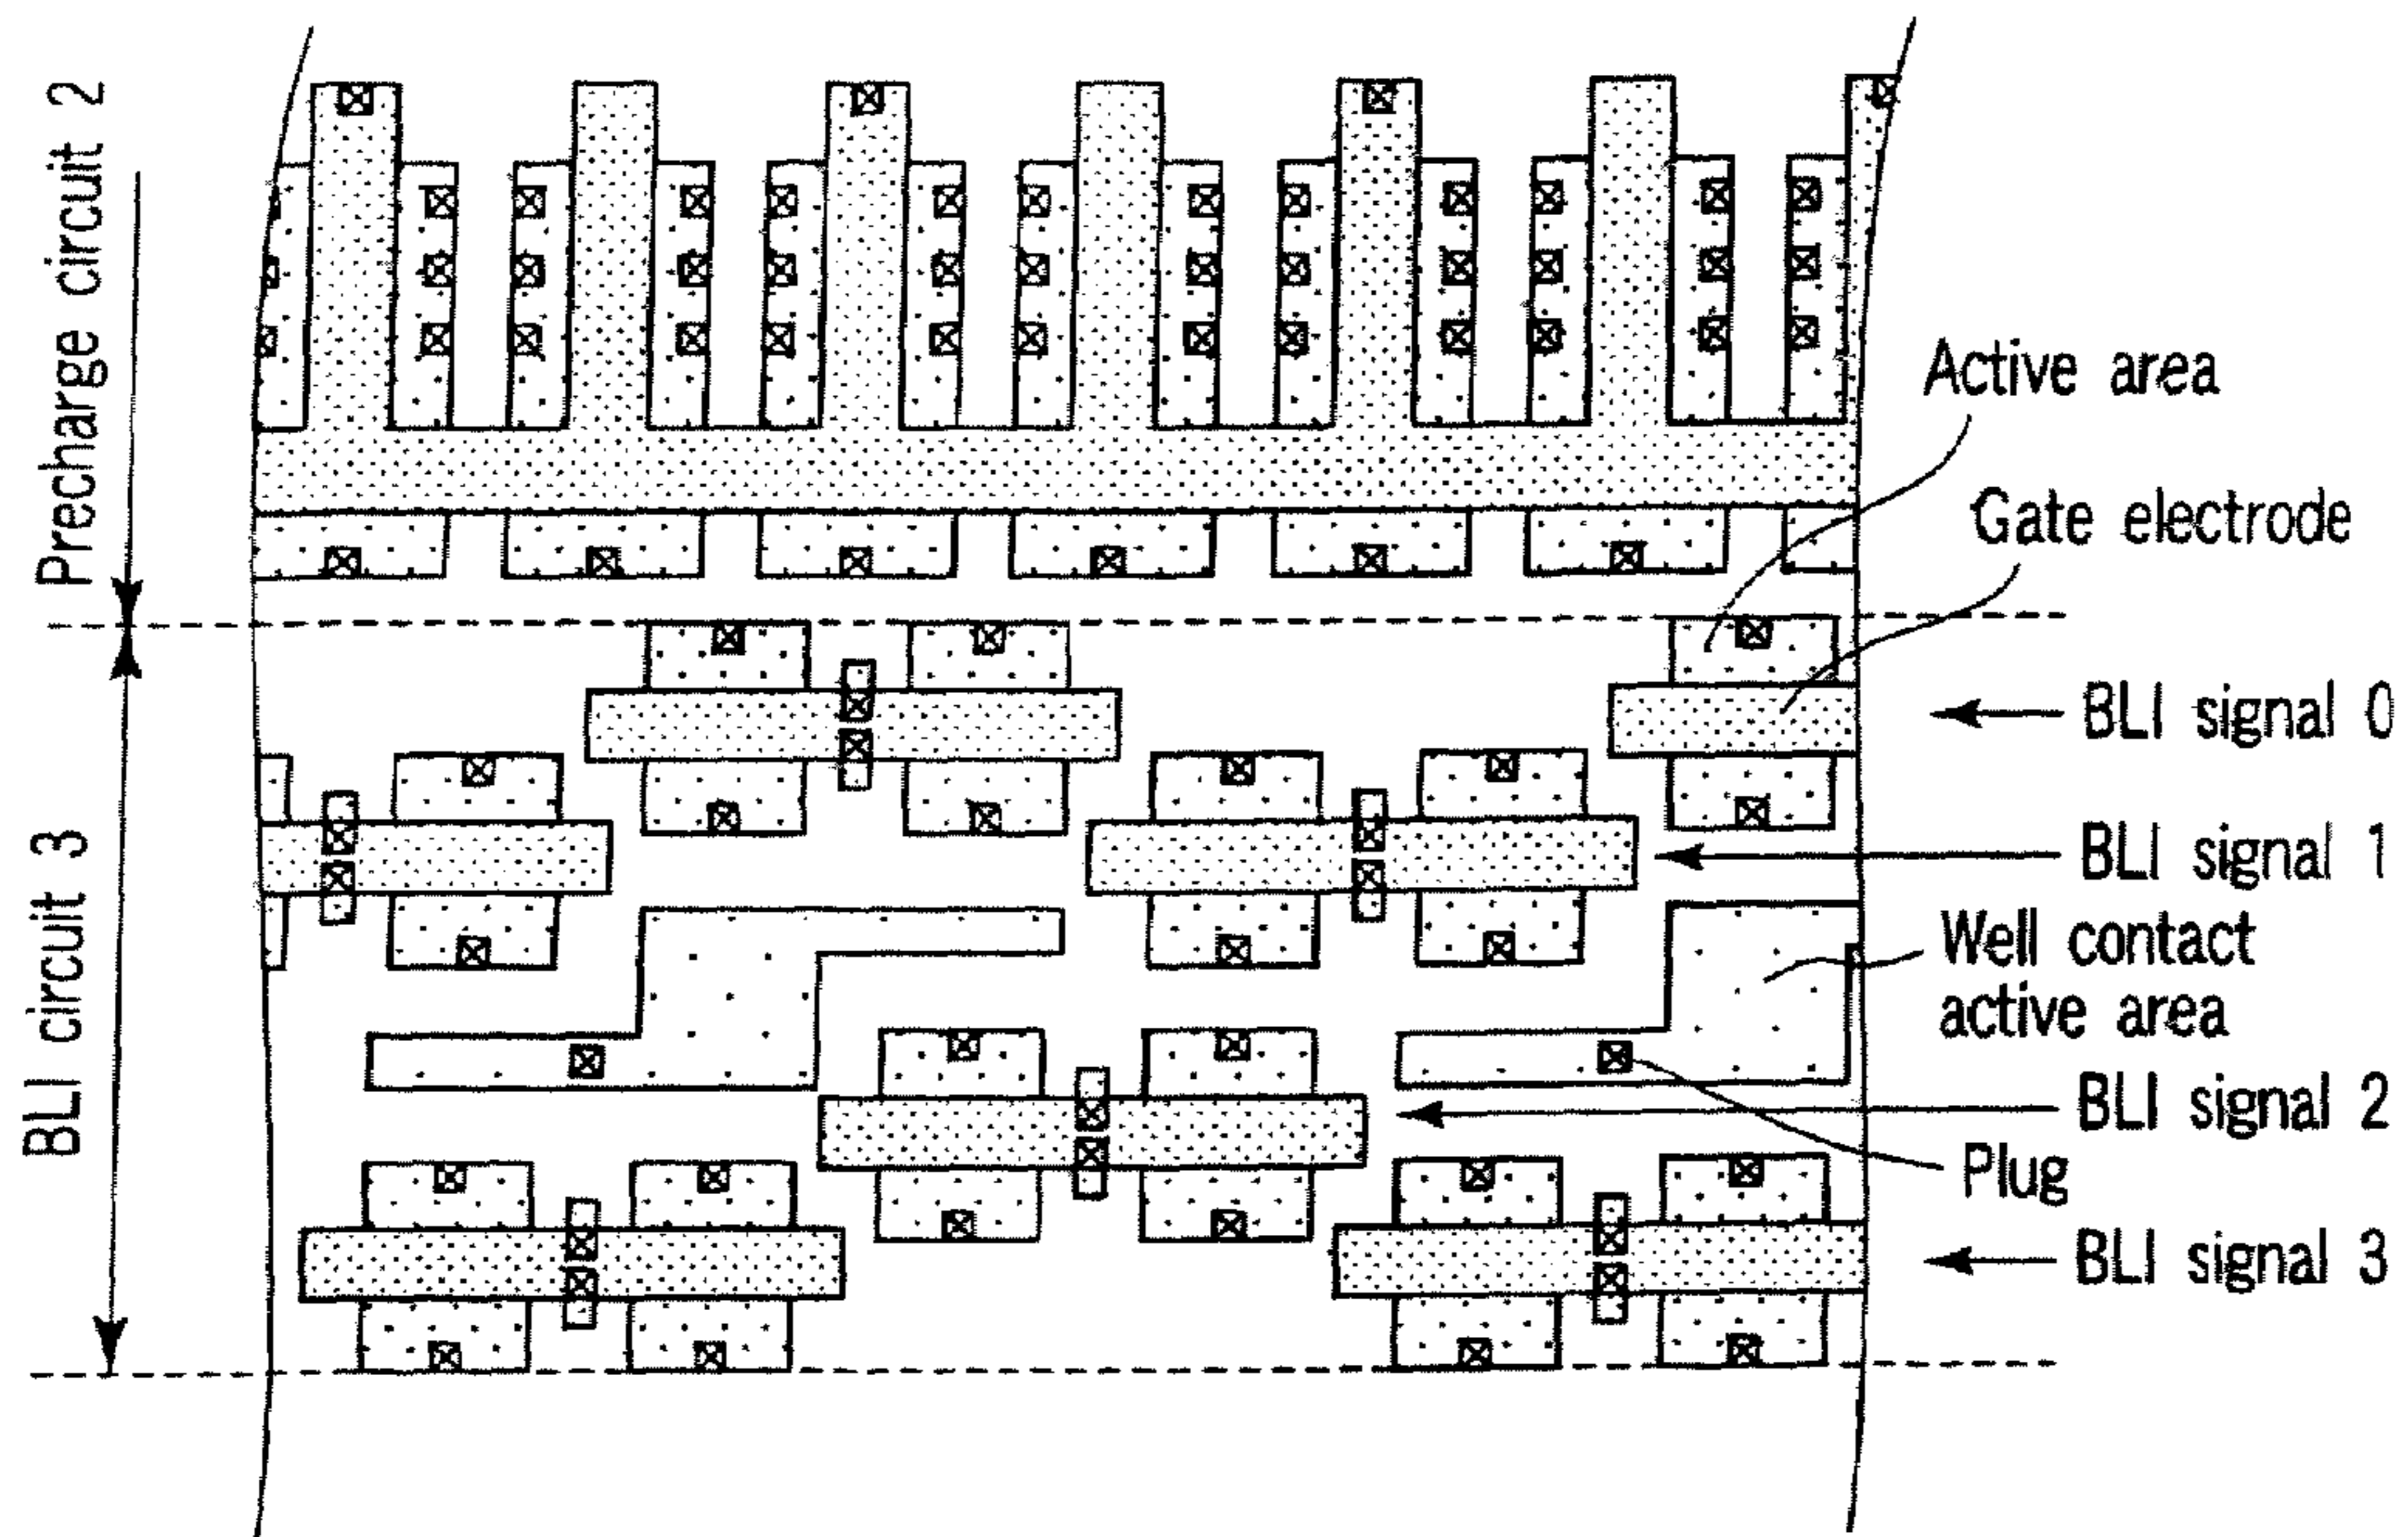 Precharge circuit 2
BLI circuit 3
Active area
Gate electrode
BLI signal 0
BLI signal 1
Well contact
active area
BLI signal 2
Plug
BLI signal 3